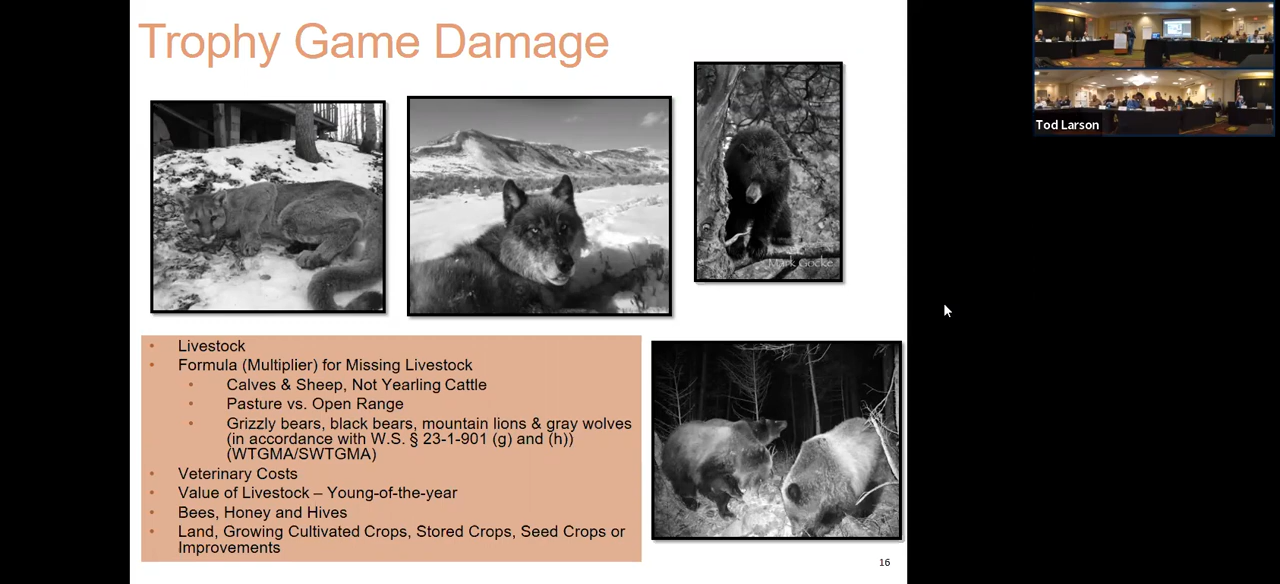 Trophy Game Damage
Tod Larson
Mark Gocke
• Livestock
• Formula (Multiplier) for Missing Livestock
• Calves & Sheep, Not Yearling Cattle
• Pasture vs. Open Range
• Grizzly bears, black bears, mountain lions & gray wolves
(in accordance with W.S. § 23-1-901 (g) and (h))
(WTGMA/SWTGMA)
• Veterinary Costs
• Value of Livestock – Young-of-the-year
• Bees, Honey and Hives
• Land, Growing Cultivated Crops, Stored Crops, Seed Crops or
Improvements
16